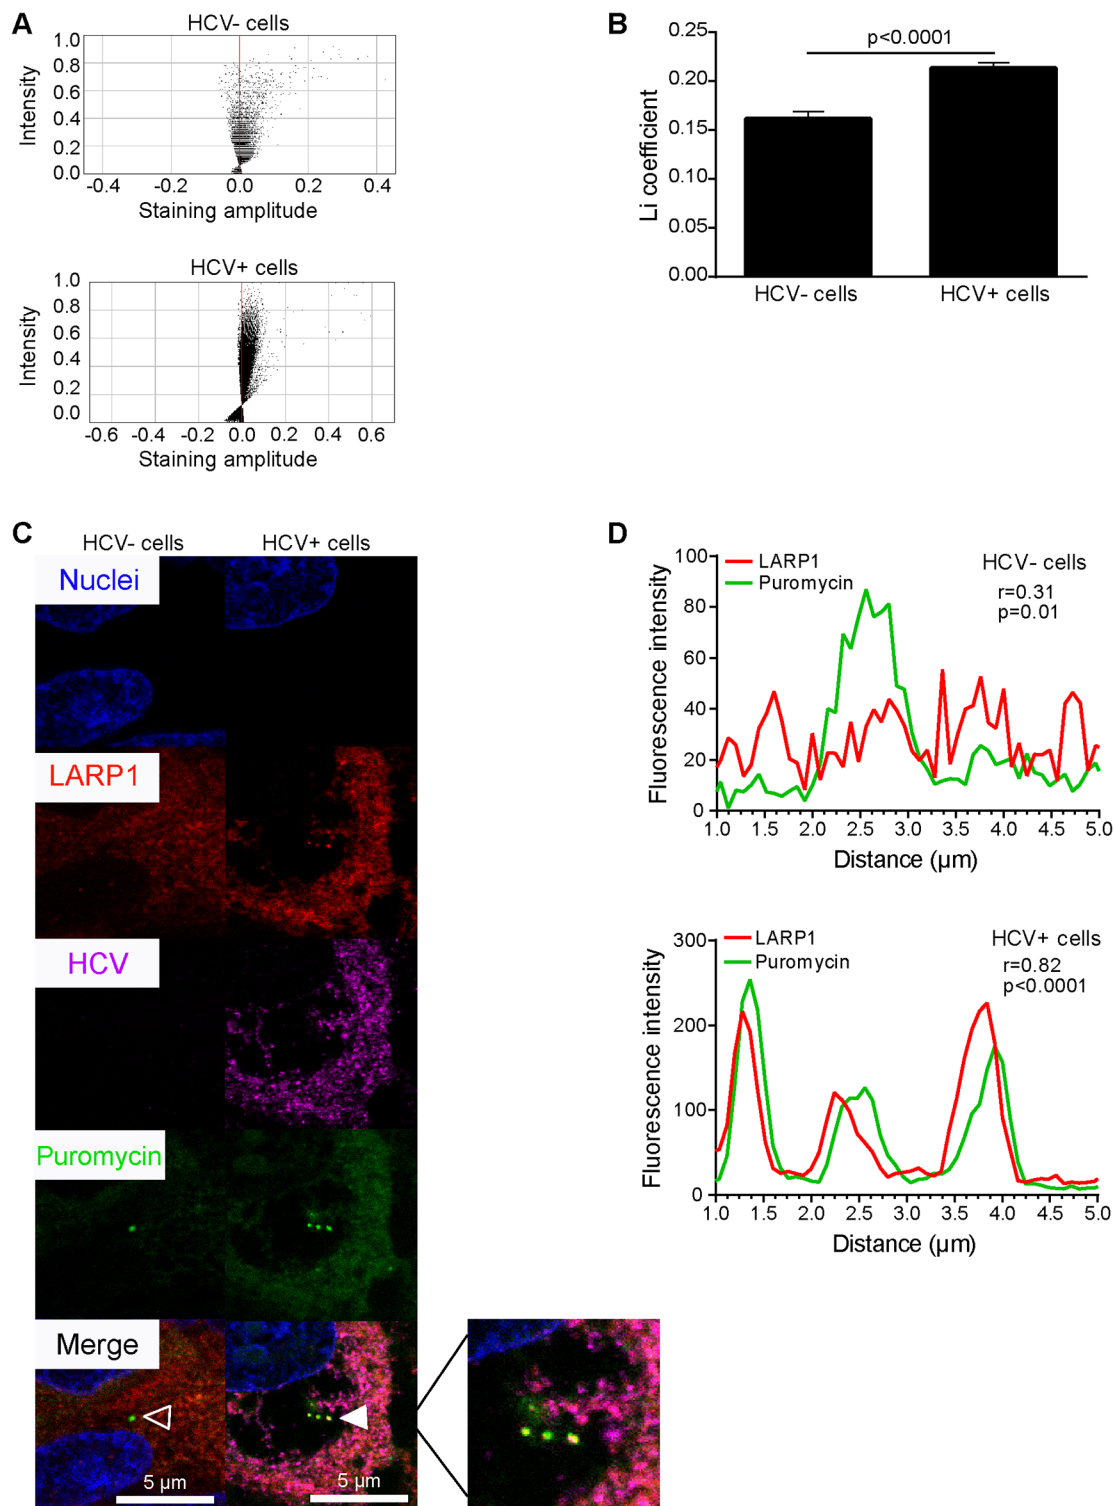 A
HCV- cells
1.0
0.8
0.6
0.4
0.2
0.0
Intensity
-0.4
-0.2
0.0
0.2
0.4
Staining amplitude
HCV+ cells
1.0
0.8
0.6
0.4
0.2
0.0
Intensity
-0.6
-0.4
-0.2
0.0
0.2
0.4
0.6
Staining amplitude
B
p<0.0001
0.25
0.20
0.15
0.10
0.05
0.00
Li coefficient
HCV- cells
HCV+ cells
C
HCV- cells
HCV+ cells
Nuclei
LARP1
HCV
Puromycin
Merge
5 µm
5 µm
D
LARP1
Puromycin
HCV- cells
r=0.31
p=0.01
100
80
60
40
20
0
Fluorescence intensity
1.0
1.5
2.0
2.5
3.0
3.5
4.0
4.5
5.0
Distance (µm)
LARP1
Puromycin
HCV+ cells
r=0.82
p<0.0001
300
200
100
0
Fluorescence intensity
1.0
1.5
2.0
2.5
3.0
3.5
4.0
4.5
5.0
Distance (µm)